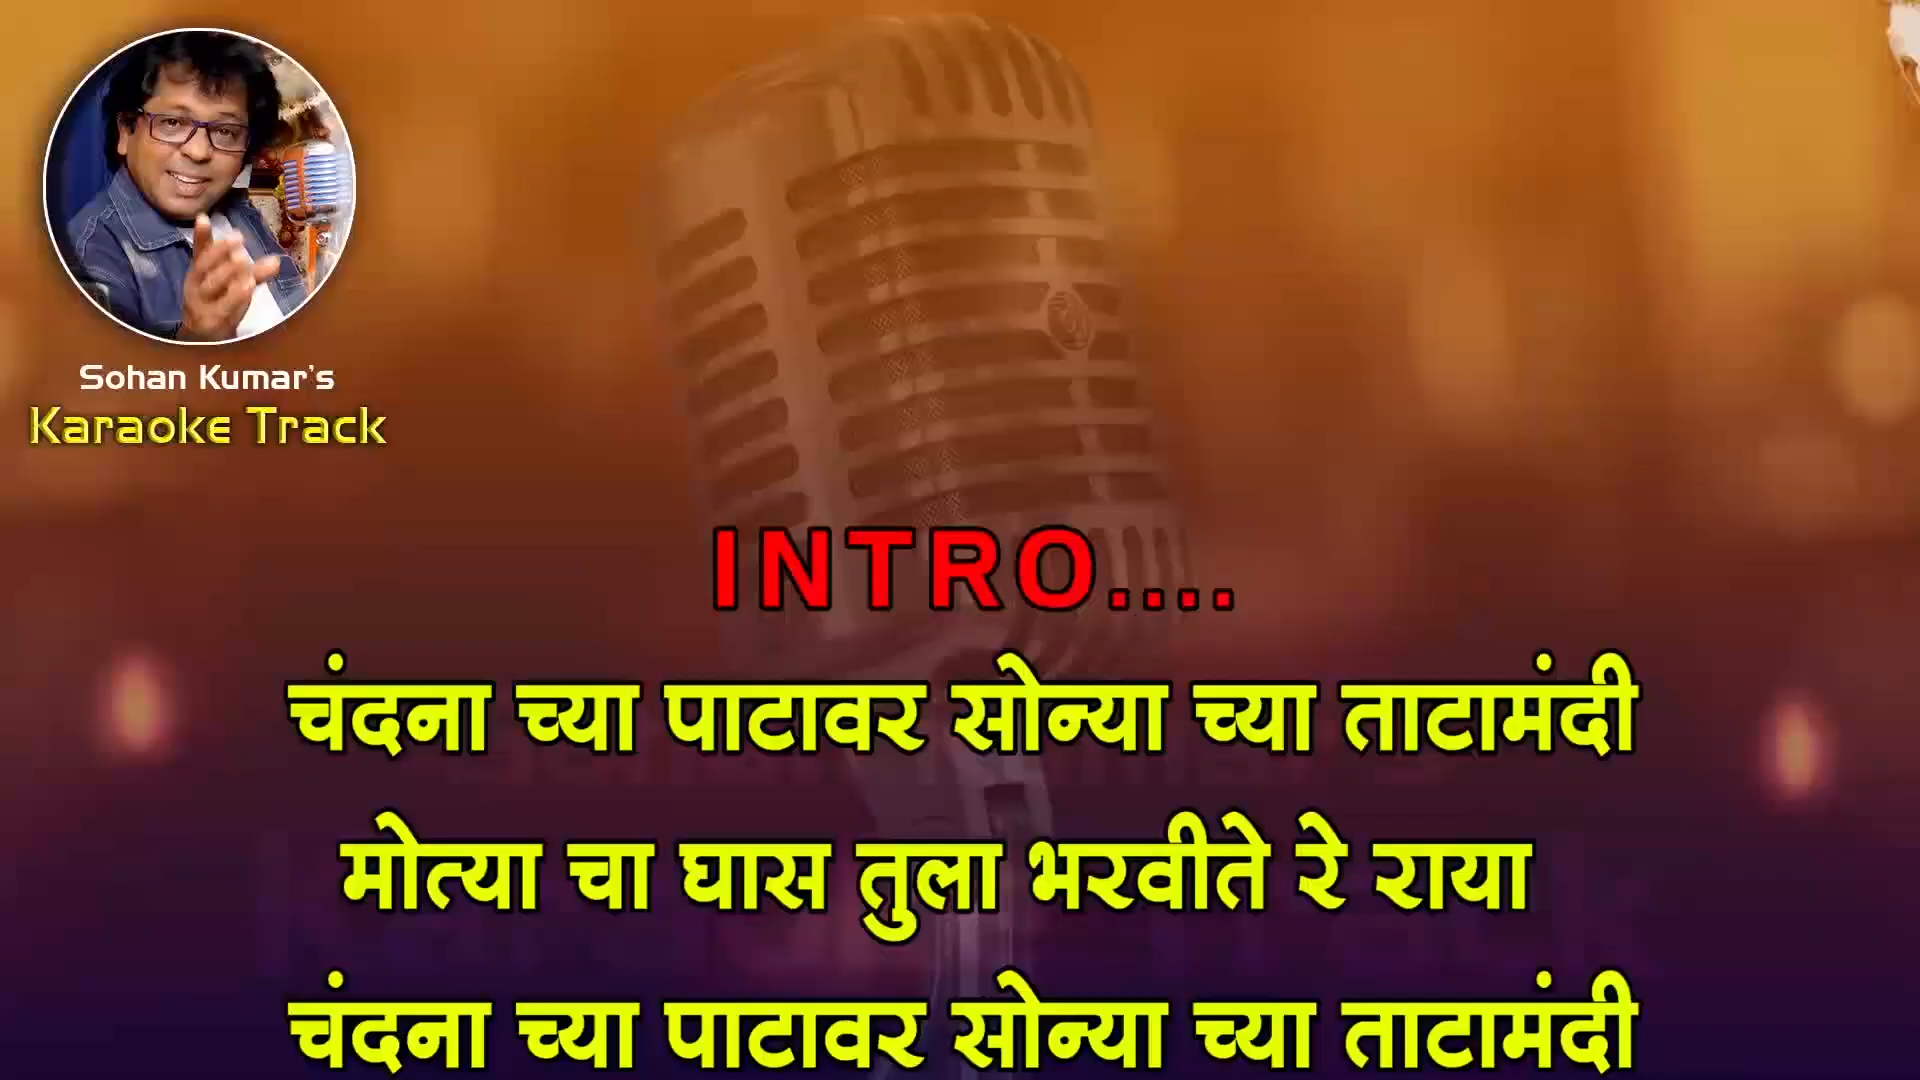 Sohan Kumar's
Karaoke Track
INTRO....
चंदना च्या पाटावर सोन्या च्या ताटामंदी
मोत्या चा घास तुला भरवीते रे राया
चंदना च्या पाटावर सोन्या च्या ताटामंदी